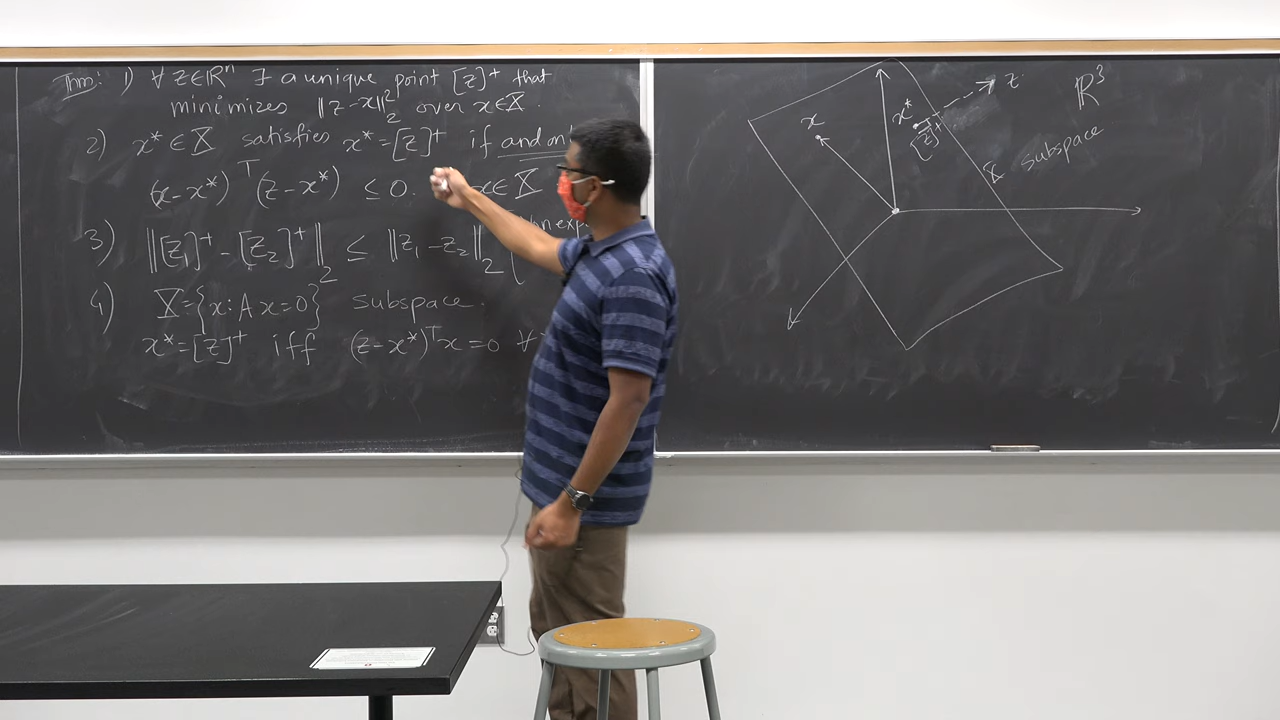 Thm: 1) ∀ z∈ℝⁿ ∃ a unique point [z]⁺ that
minimizes ‖z-x‖₂² over x∈X.
2) x* ∈ X satisfies x* = [z]⁺ if and on
(x-x*)ᵀ (z-x*) ≤ 0. x∈X
3) ‖[z₁]⁺ - [z₂]⁺‖₂ ≤ ‖z₁ - z₂‖₂ (
4) X = {x: Ax=0} subspace.
x* = [z]⁺ iff (z-x*)ᵀx = 0 ∀
z
ℝ³
x*
[z]⁺
x
subspace